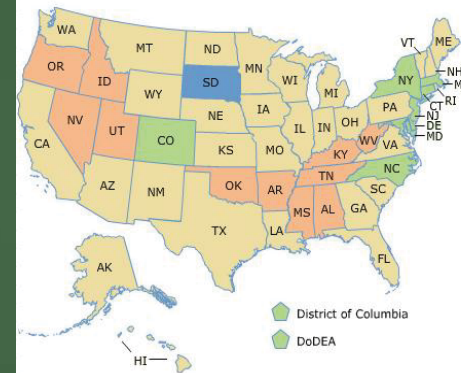 WA
VT
ME
MT
ND
MN
NH
OR
ID
SD
WI
NY
M
WY
MI
RI
CT
IA
PA
NJ
NE
OH
DE
NV
IL
IN
MD
UT
WV
CO
VA
CA
KS
MO
KY
NC
TN
OK
AR
SC
AZ
NM
MS
AL
GA
TX
LA
FL
AK
District of Columbia
DoDEA
HI